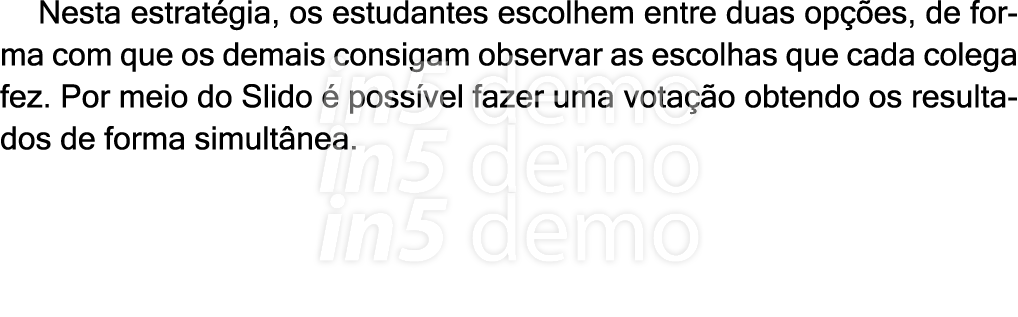 Nesta estratégia, os estudantes escolhem entre duas opções, de for-
ma com que os demais consigam observar as escolhas que cada colega
fez. Por meio do Slido é possível fazer uma votação obtendo os resulta-
dos de forma simultânea.
in5 demo
in5 demo
in5 demo